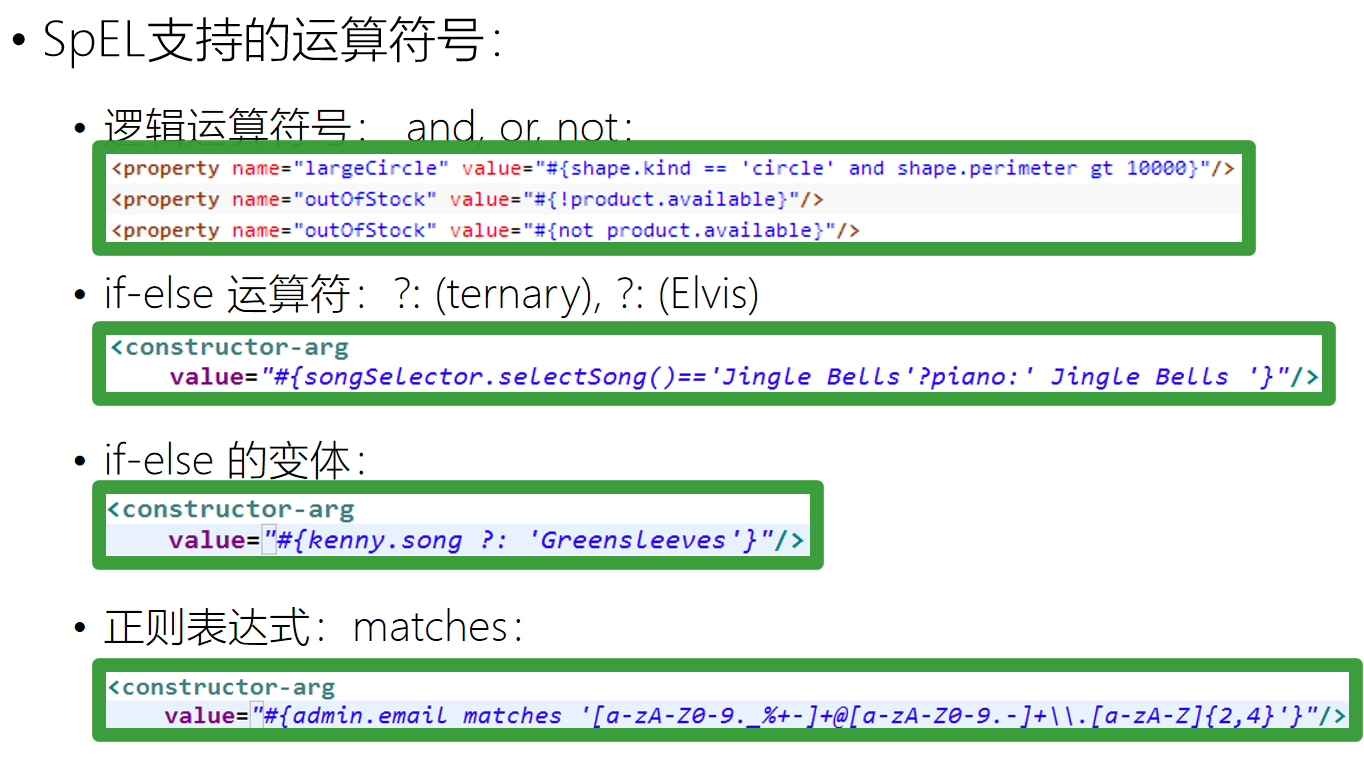 • SpEL支持的运算符号：
• 逻辑运算符号： and, or, not：
<property name="largeCircle" value="#{shape.kind == 'circle' and shape.perimeter gt 10000}"/>
<property name="outOfStock" value="#{!product.available}"/>
<property name="outOfStock" value="#{not product.available}"/>
• if-else 运算符：?: (ternary), ?: (Elvis)
<constructor-arg
value="#{songSelector.selectSong()=='Jingle Bells'?piano:' Jingle Bells '}"/>
• if-else 的变体：
<constructor-arg
value="#{kenny.song ?: 'Greensleeves'}"/>
• 正则表达式：matches：
<constructor-arg
value="#{admin.email matches '[a-zA-Z0-9._%+-]+@[a-zA-Z0-9.-]+\\.[a-zA-Z]{2,4}'}"/>